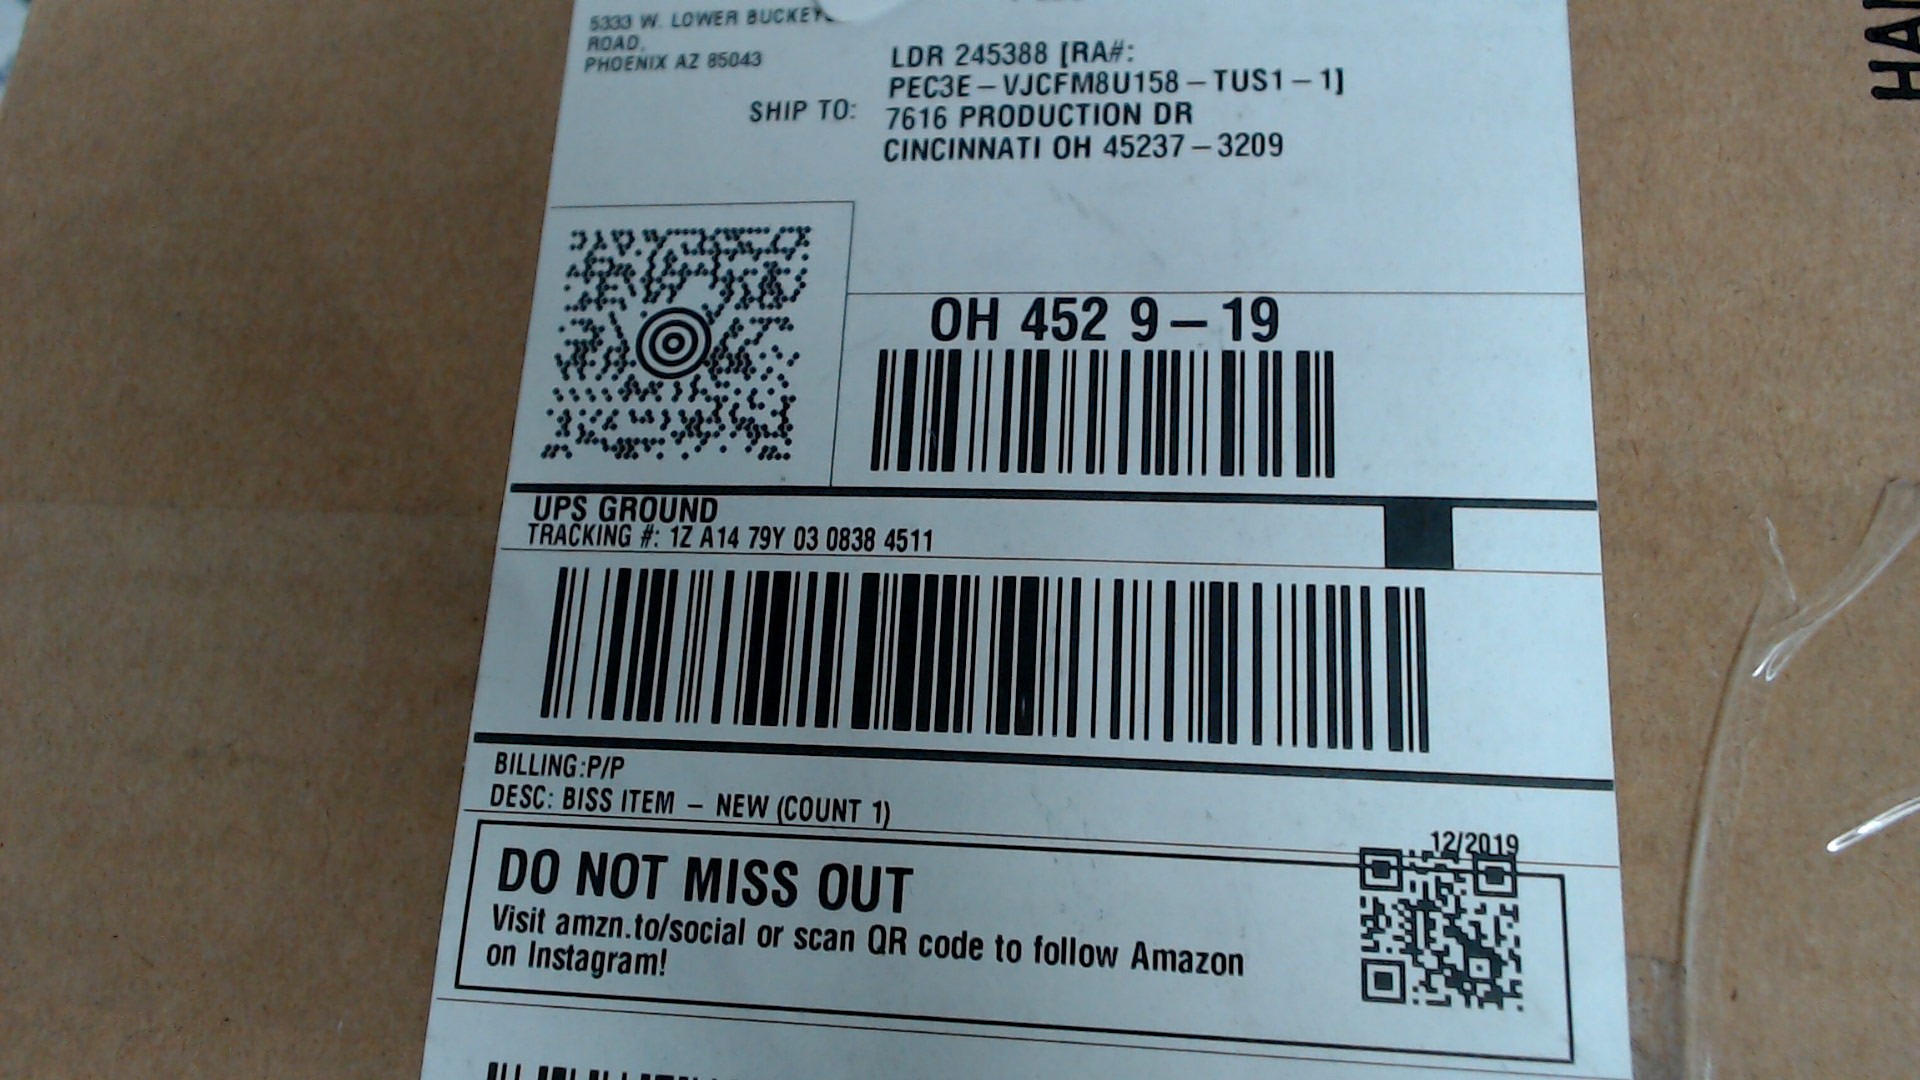 5333 W. LOWER
ROAD,
PHOENIX AZ 85043
LDR 245388 [RA#:
PEC3E–VJCFM8U158–TUS1–1]
SHIP TO: 7616 PRODUCTION DR
CINCINNATI OH 45237–3209
OH 452 9–19
UPS GROUND
TRACKING #: 1Z A14 79Y 03 0838 4511
BILLING:P/P
DESC: BISS ITEM – NEW (COUNT 1)
12/2019
DO NOT MISS OUT
Visit amzn.to/social or scan QR code to follow Amazon
on Instagram!